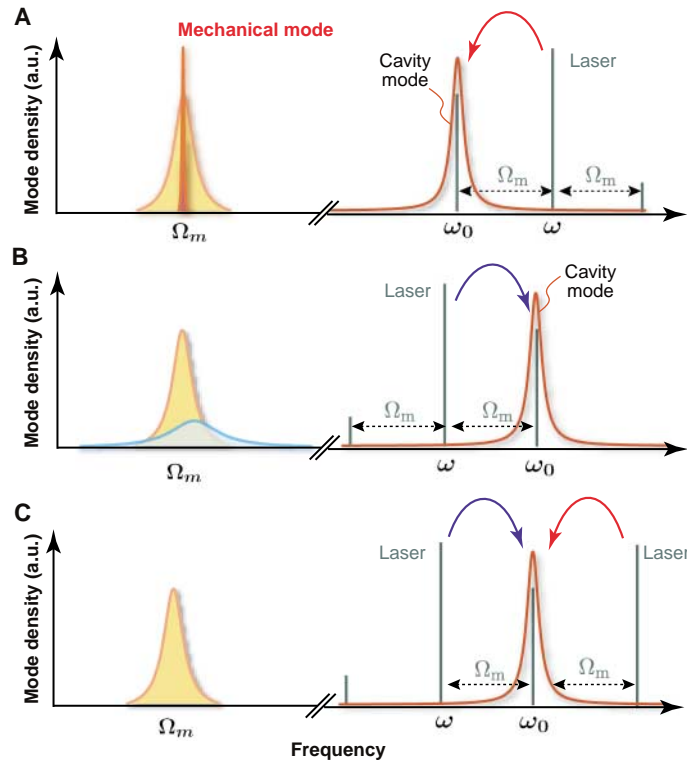 A
Mechanical mode
Mode density (a.u.)
Cavity
mode
Laser
Ωm
Ωm
Ωm
ω0
ω
B
Mode density (a.u.)
Laser
Cavity
mode
Ωm
Ωm
Ωm
ω
ω0
C
Mode density (a.u.)
Laser
Laser
Ωm
Ωm
Ωm
ω
ω0
Frequency